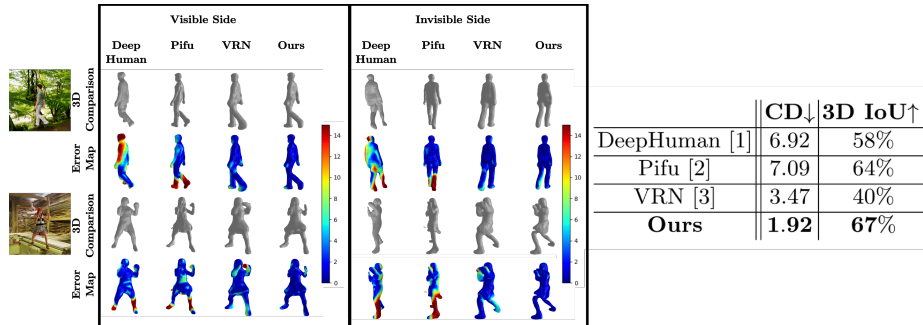 Visible Side
Deep Human Pifu VRN Ours
Invisible Side
Deep Human Pifu VRN Ours
3D Comparison
Error Map
3D Comparison
Error Map
14
12
10
8
6
4
2
0
14
12
10
8
6
4
2
0
CD↓ 3D IoU↑
DeepHuman [1] 6.92 58%
Pifu [2] 7.09 64%
VRN [3] 3.47 40%
Ours 1.92 67%